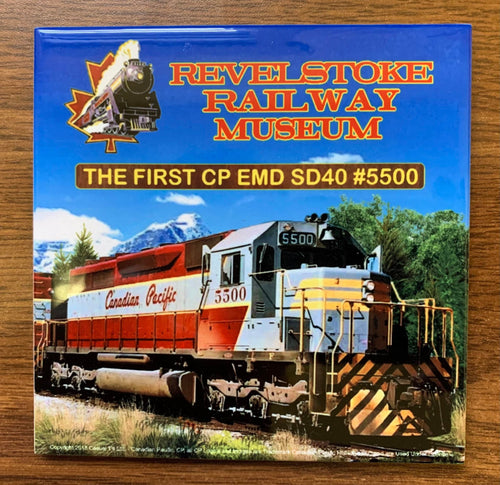 REVELSTOKE
RAILWAY
MUSEUM
THE FIRST CP EMD SD40 #5500
5500
Canadian Pacific
5500